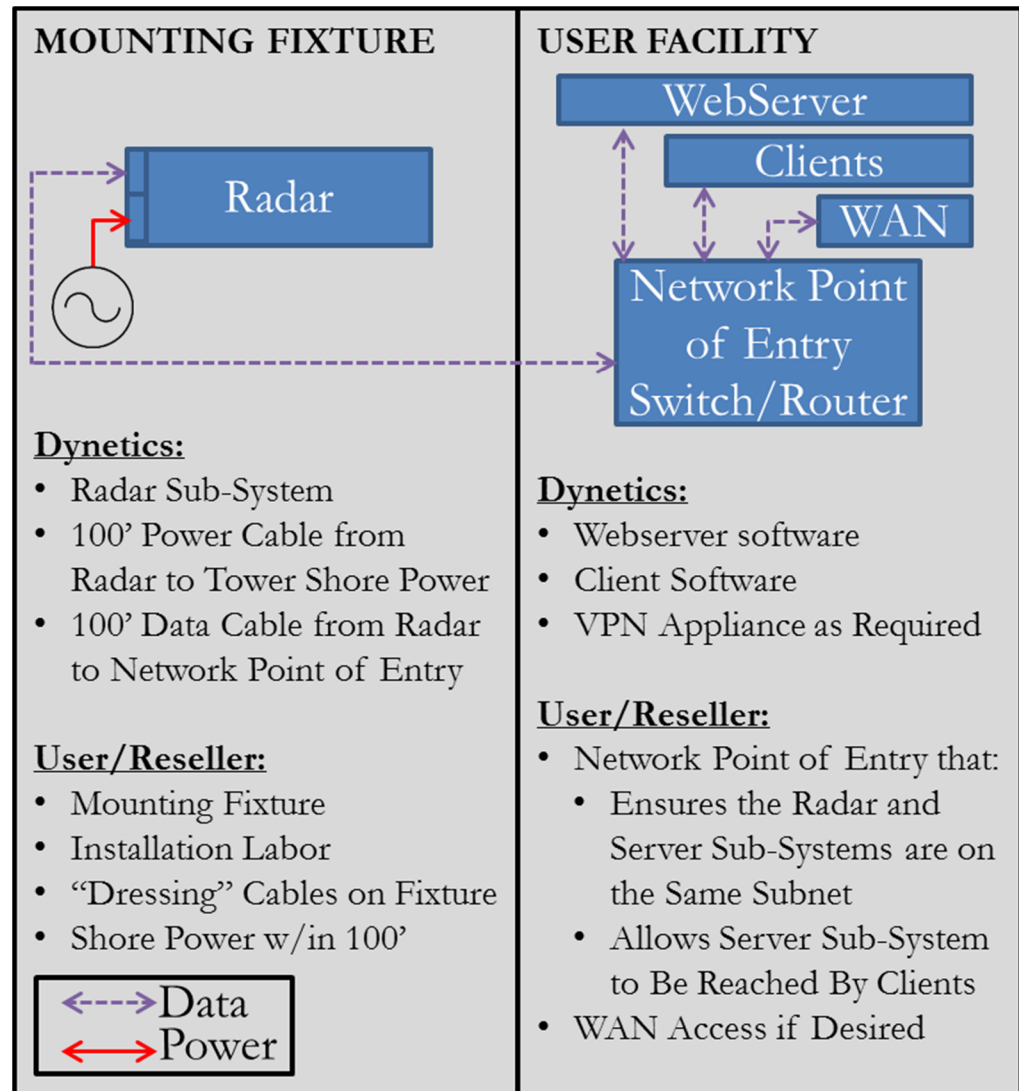 MOUNTING FIXTURE
Radar
Dynetics:
• Radar Sub-System
• 100’ Power Cable from
Radar to Tower Shore Power
• 100’ Data Cable from Radar
to Network Point of Entry
User/Reseller:
• Mounting Fixture
• Installation Labor
• “Dressing” Cables on Fixture
• Shore Power w/in 100’
Data
Power
USER FACILITY
WebServer
Clients
WAN
Network Point
of Entry
Switch/Router
Dynetics:
• Webserver software
• Client Software
• VPN Appliance as Required
User/Reseller:
• Network Point of Entry that:
• Ensures the Radar and
Server Sub-Systems are on
the Same Subnet
• Allows Server Sub-System
to Be Reached By Clients
• WAN Access if Desired